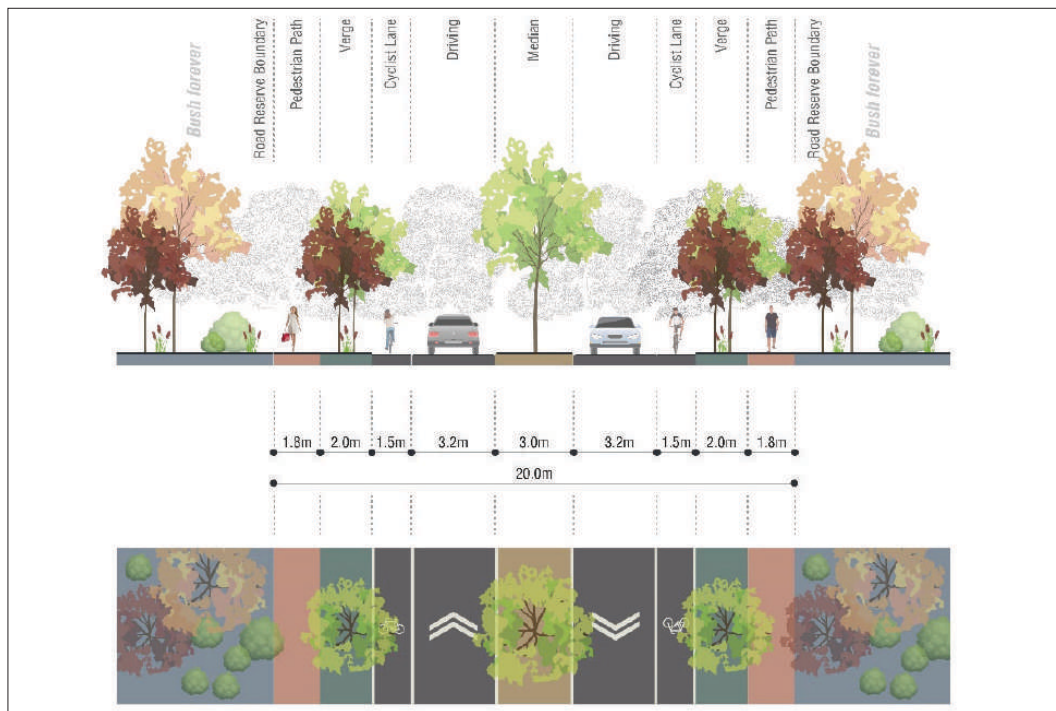 Bush forever
Road Reserve Boundary
Pedestrian Path
Verge
Cyclist Lane
Driving
Median
Driving
Cyclist Lane
Verge
Pedestrian Path
Road Reserve Boundary
Bush forever
1.8m
2.0m
1.5m
3.2m
3.0m
3.2m
1.5m
2.0m
1.8m
20.0m